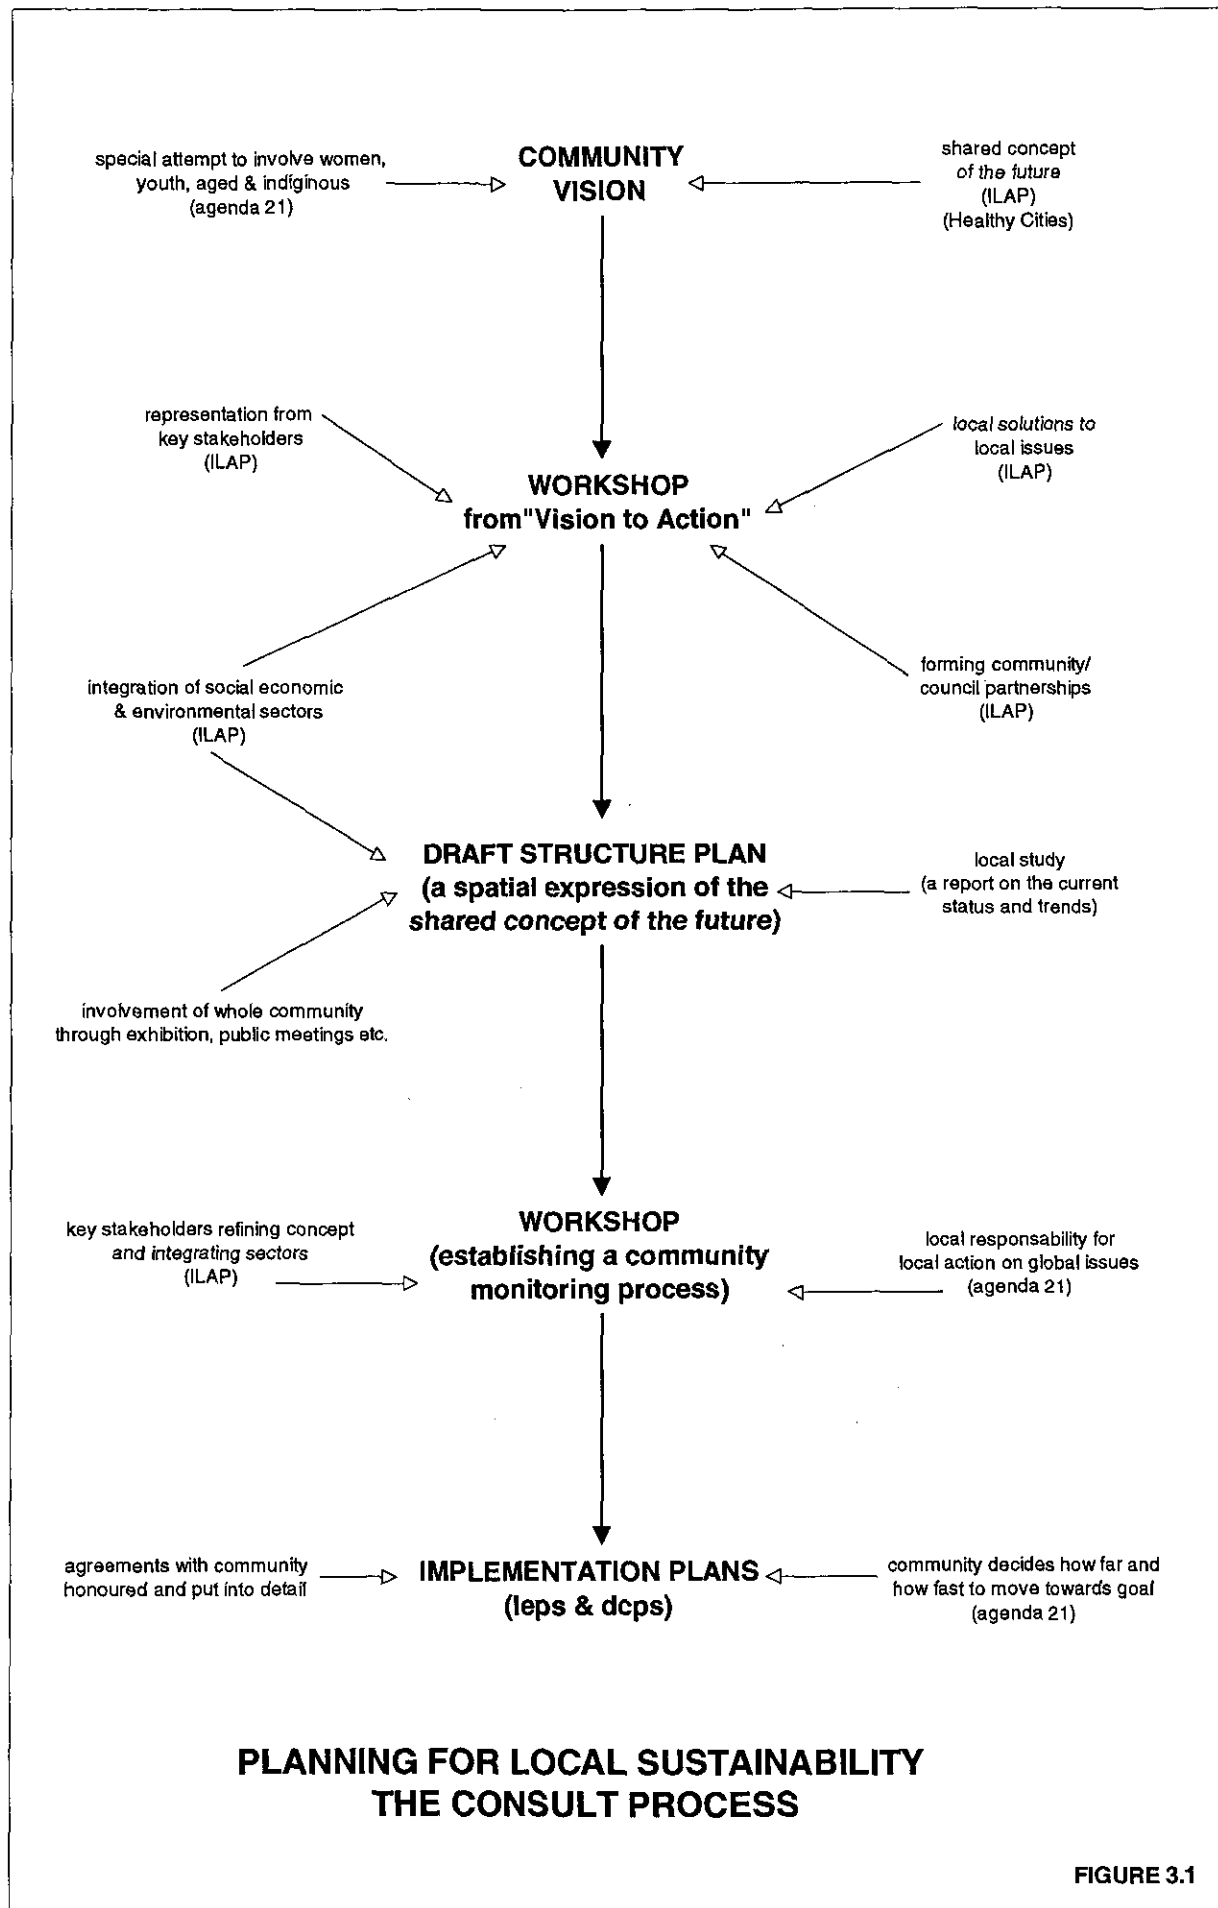 special attempt to involve women,
youth, aged & indiginous
(agenda 21)
COMMUNITY
VISION
shared concept
of the future
(ILAP)
(Healthy Cities)
representation from
key stakeholders
(ILAP)
WORKSHOP
from"Vision to Action"
local solutions to
local issues
(ILAP)
integration of social economic
& environmental sectors
(ILAP)
forming community/
council partnerships
(ILAP)
DRAFT STRUCTURE PLAN
(a spatial expression of the
shared concept of the future)
local study
(a report on the current
status and trends)
involvement of whole community
through exhibition, public meetings etc.
key stakeholders refining concept
and integrating sectors
(ILAP)
WORKSHOP
(establishing a community
monitoring process)
local responsability for
local action on global issues
(agenda 21)
agreements with community
honoured and put into detail
IMPLEMENTATION PLANS
(leps & dcps)
community decides how far and
how fast to move towards goal
(agenda 21)
PLANNING FOR LOCAL SUSTAINABILITY
THE CONSULT PROCESS
FIGURE 3.1